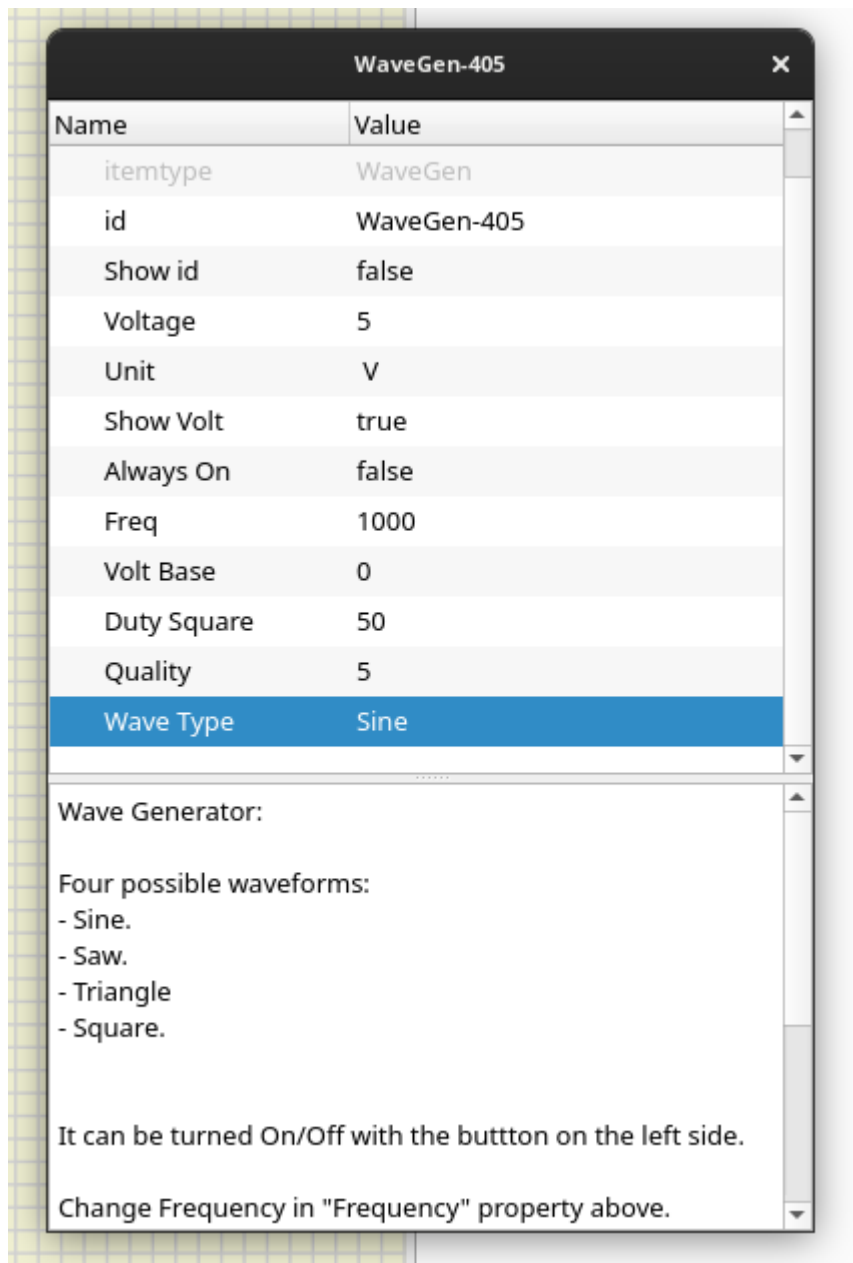 WaveGen-405
Name Value
itemtype WaveGen
id WaveGen-405
Show id false
Voltage 5
Unit V
Show Volt true
Always On false
Freq 1000
Volt Base 0
Duty Square 50
Quality 5
Wave Type Sine
Wave Generator:
Four possible waveforms:
- Sine.
- Saw.
- Triangle
- Square.
It can be turned On/Off with the buttton on the left side.
Change Frequency in "Frequency" property above.